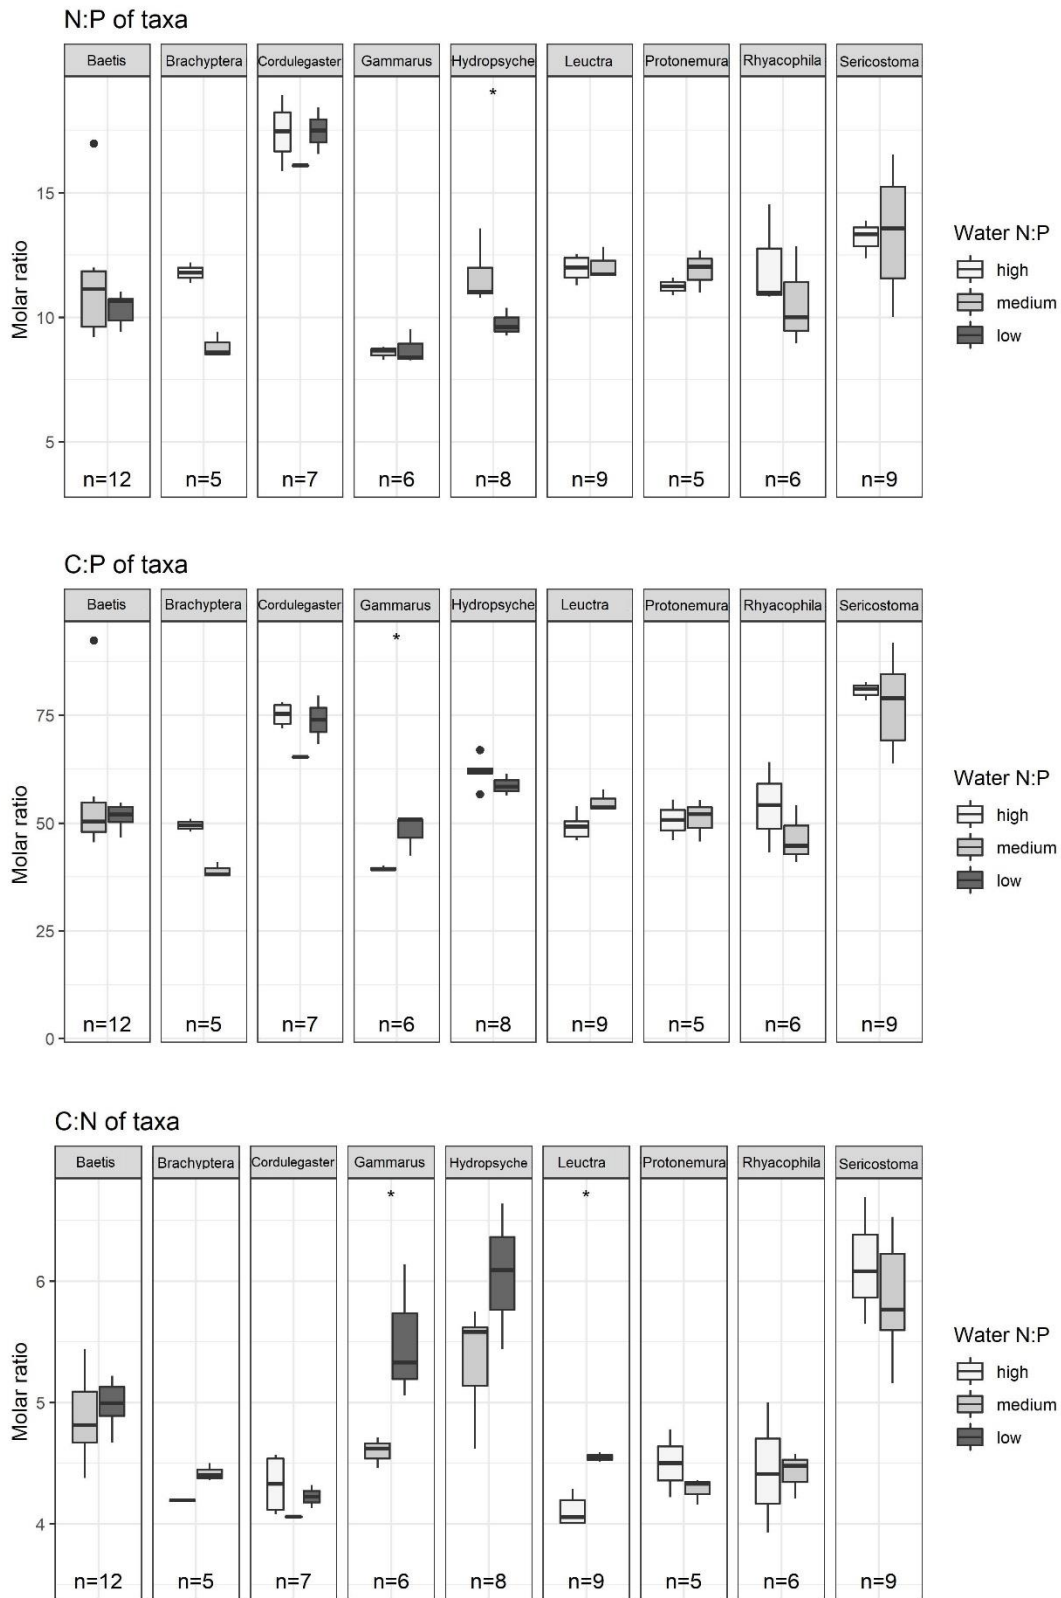 N:P of taxa
Baetis Brachyptera Cordulegaster Gammarus Hydropsyche Leuctra Protonemura Rhyacophila Sericostoma
*
15
10
5
Molar ratio
n=12 n=5 n=7 n=6 n=8 n=9 n=5 n=6 n=9
Water N:P
high
medium
low
C:P of taxa
Baetis Brachyptera Cordulegaster Gammarus Hydropsyche Leuctra Protonemura Rhyacophila Sericostoma
*
75
50
25
0
Molar ratio
n=12 n=5 n=7 n=6 n=8 n=9 n=5 n=6 n=9
Water N:P
high
medium
low
C:N of taxa
Baetis Brachyptera Cordulegaster Gammarus Hydropsyche Leuctra Protonemura Rhyacophila Sericostoma
* *
6
5
4
Molar ratio
n=12 n=5 n=7 n=6 n=8 n=9 n=5 n=6 n=9
Water N:P
high
medium
low